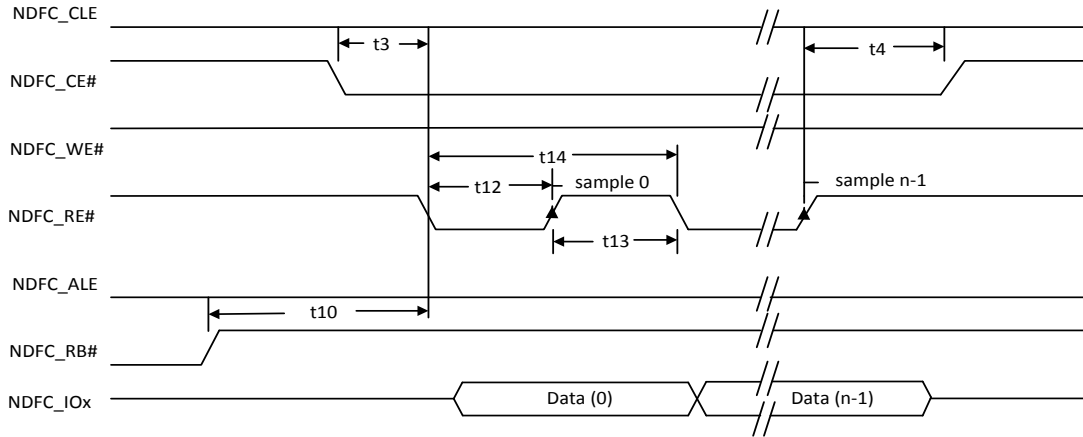 NDFC_CLE
t3
t4
NDFC_CE#
NDFC_WE#
t14
t12
sample 0
sample n-1
NDFC_RE#
t13
NDFC_ALE
t10
NDFC_RB#
NDFC_IOx
Data (0)
Data (n-1)